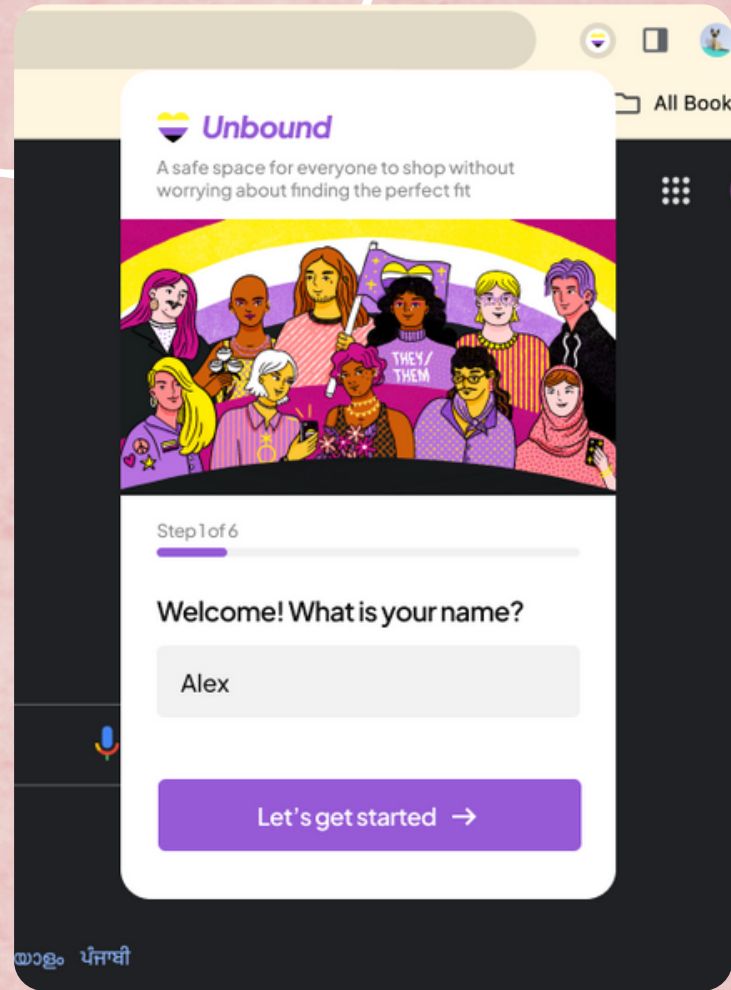 All Book
Unbound
A safe space for everyone to shop without
worrying about finding the perfect fit
THEY/
THEM
Step 1 of 6
Welcome! What is your name?
Alex
Let's get started →
ਪੰਜਾਬੀ